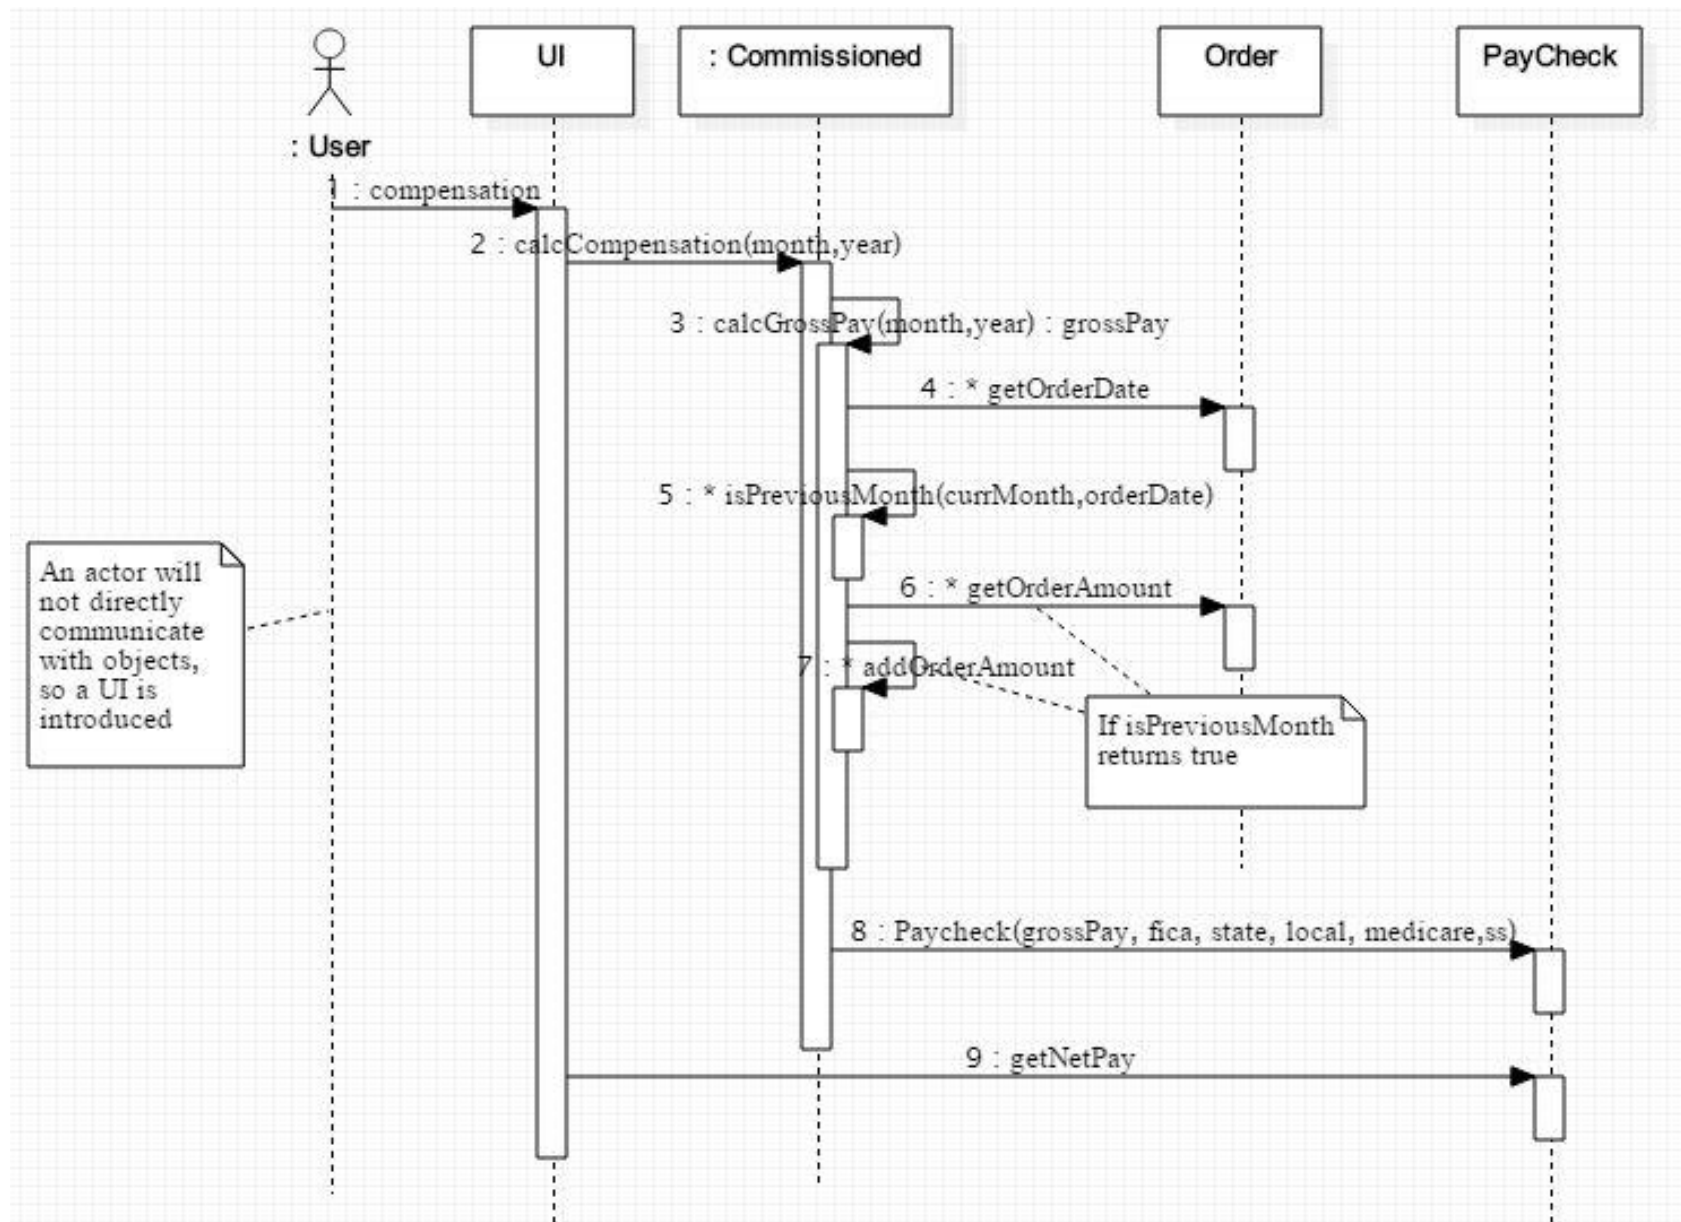 UI
: Commissioned
Order
PayCheck
: User
1 : compensation
2 : calcCompensation(month,year)
3 : calcGrossPay(month,year) : grossPay
4 : * getOrderDate
5 : * isPreviousMonth(currMonth,orderDate)
An actor will
not directly
communicate
with objects,
so a UI is
introduced
6 : * getOrderAmount
7 : * addOrderAmount
If isPreviousMonth
returns true
8 : Paycheck(grossPay, fica, state, local, medicare,ss)
9 : getNetPay